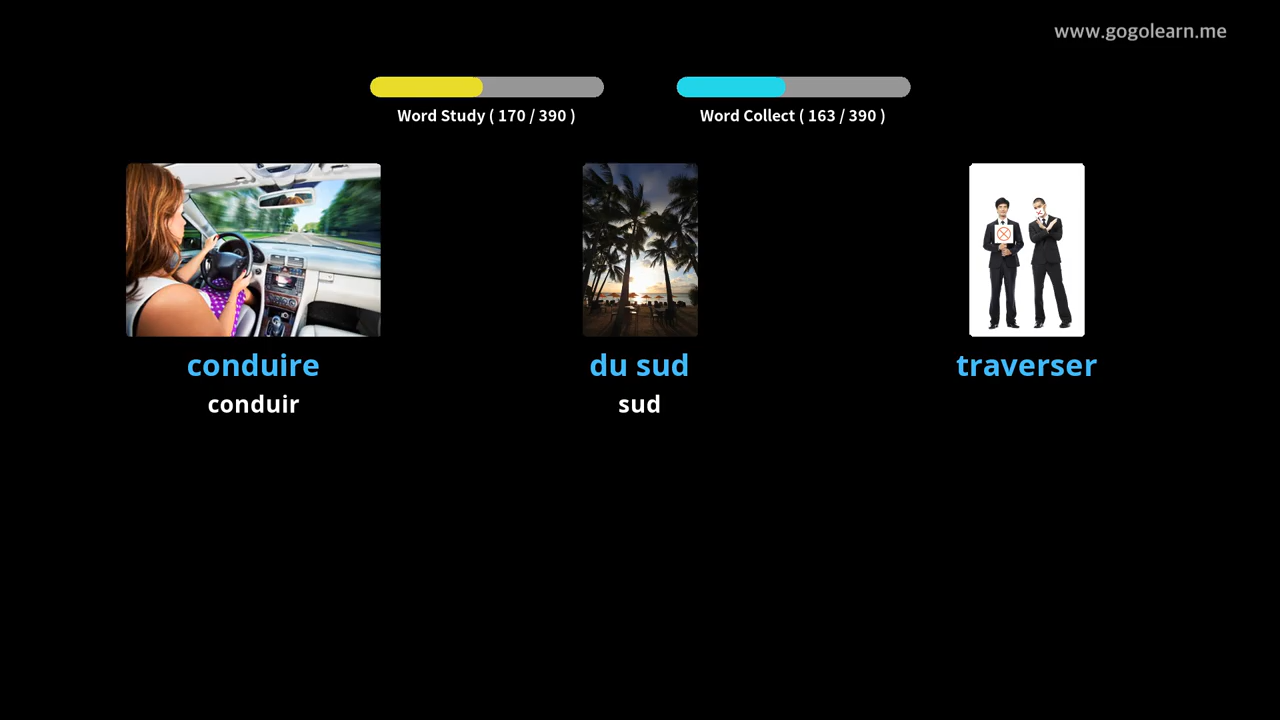 www.gogolearn.me
Word Study ( 170 / 390 )
Word Collect ( 163 / 390 )
conduire
du sud
traverser
conduir
sud